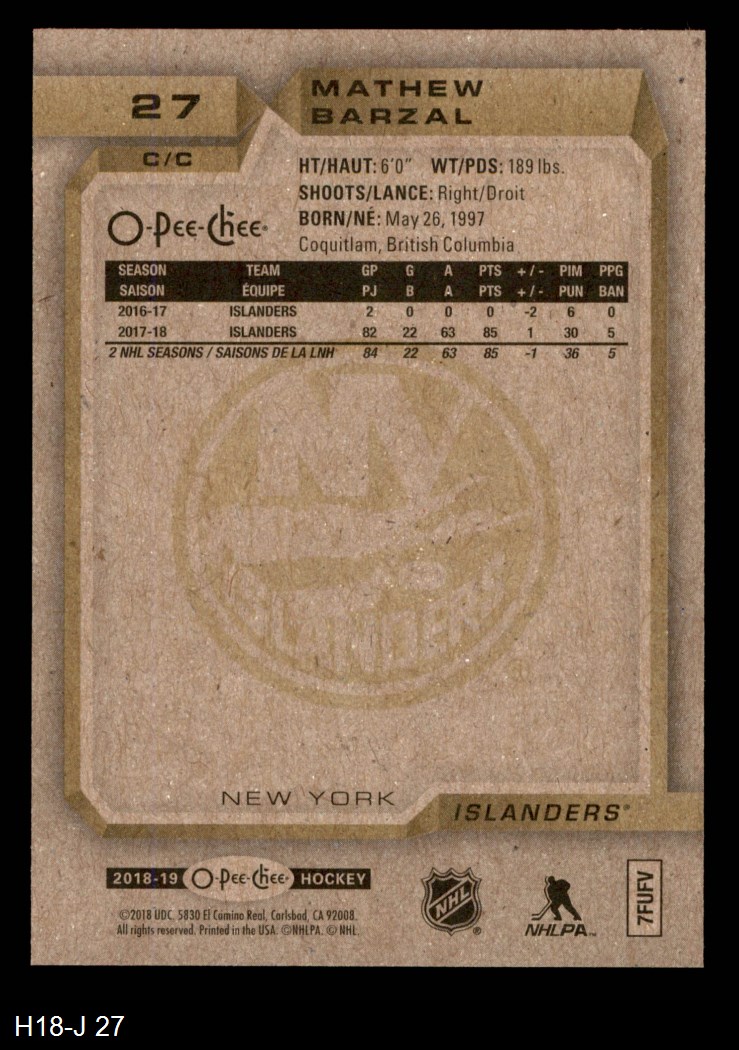 27
MATHEW
BARZAL
C/C
HT/HAUT: 6'0" WT/PDS: 189 lbs.
SHOOTS/LANCE: Right/Droit
BORN/NÉ: May 26, 1997
Coquitlam, British Columbia
O-Pee-Chee®
SEASON TEAM GP G A PTS +/- PIM PPG
SAISON ÉQUIPE PJ B A PTS +/- PUN BAN
2016-17 ISLANDERS 2 0 0 0 -2 6 0
2017-18 ISLANDERS 82 22 63 85 1 30 5
2 NHL SEASONS / SAISONS DE LA LNH 84 22 63 85 -1 36 5
NY
ISLANDERS
®
NEW YORK
ISLANDERS®
2018-19 O-Pee-Chee® HOCKEY
©2018 UDC. 5830 El Camino Real, Carlsbad, CA 92008.
All rights reserved. Printed in the USA. ©NHLPA. © NHL.
NHL®
NHLPA™
7FUFV
H18-J 27